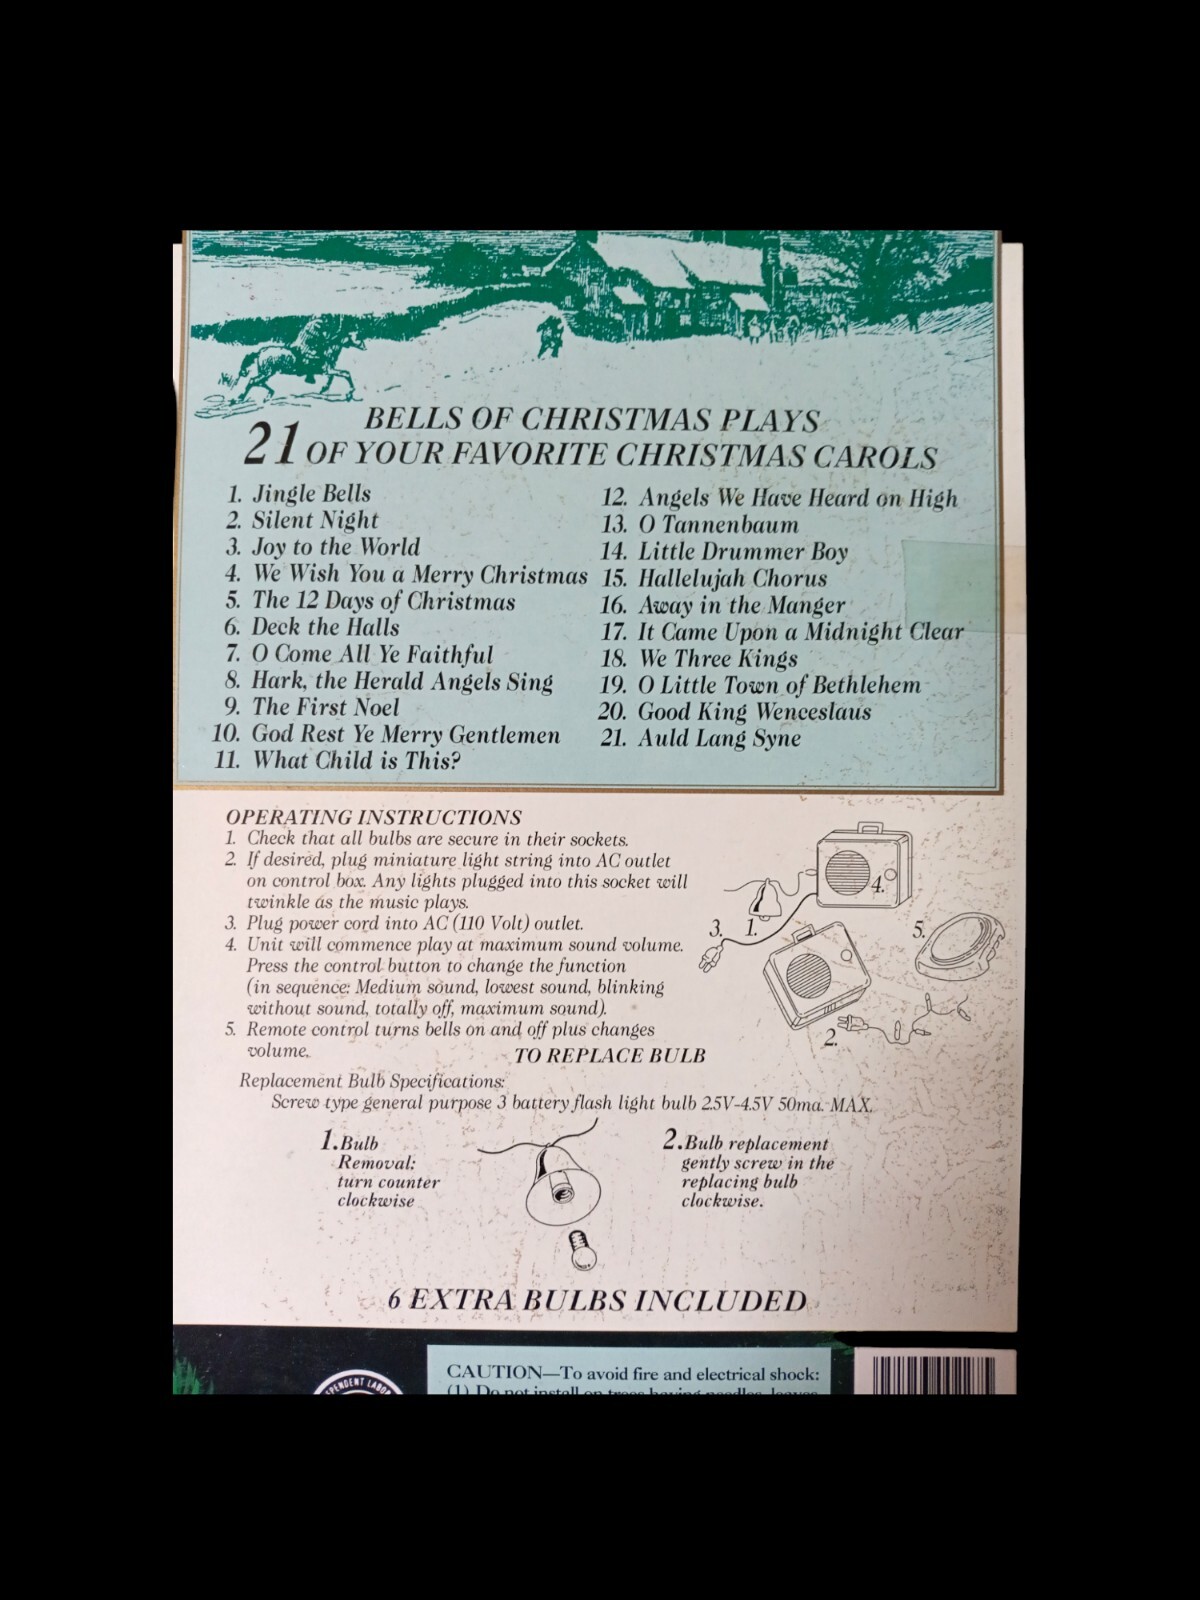 BELLS OF CHRISTMAS PLAYS
21 OF YOUR FAVORITE CHRISTMAS CAROLS
1. Jingle Bells
2. Silent Night
3. Joy to the World
4. We Wish You a Merry Christmas
5. The 12 Days of Christmas
6. Deck the Halls
7. O Come All Ye Faithful
8. Hark, the Herald Angels Sing
9. The First Noel
10. God Rest Ye Merry Gentlemen
11. What Child is This?
12. Angels We Have Heard on High
13. O Tannenbaum
14. Little Drummer Boy
15. Hallelujah Chorus
16. Away in the Manger
17. It Came Upon a Midnight Clear
18. We Three Kings
19. O Little Town of Bethlehem
20. Good King Wenceslaus
21. Auld Lang Syne
OPERATING INSTRUCTIONS
1. Check that all bulbs are secure in their sockets.
2. If desired, plug miniature light string into AC outlet
on control box. Any lights plugged into this socket will
twinkle as the music plays.
3. Plug power cord into AC (110 Volt) outlet.
4. Unit will commence play at maximum sound volume.
Press the control button to change the function
(in sequence: Medium sound, lowest sound, blinking
without sound, totally off, maximum sound).
5. Remote control turns bells on and off plus changes
volume.
4.
3.
1.
5.
2.
TO REPLACE BULB
Replacement Bulb Specifications:
Screw type general purpose 3 battery flash light bulb 2.5V-4.5V 50ma. MAX.
1. Bulb
Removal:
turn counter
clockwise
2. Bulb replacement
gently screw in the
replacing bulb
clockwise.
6 EXTRA BULBS INCLUDED
CAUTION—To avoid fire and electrical shock:
(1) Do not install on trees having needles, leaves